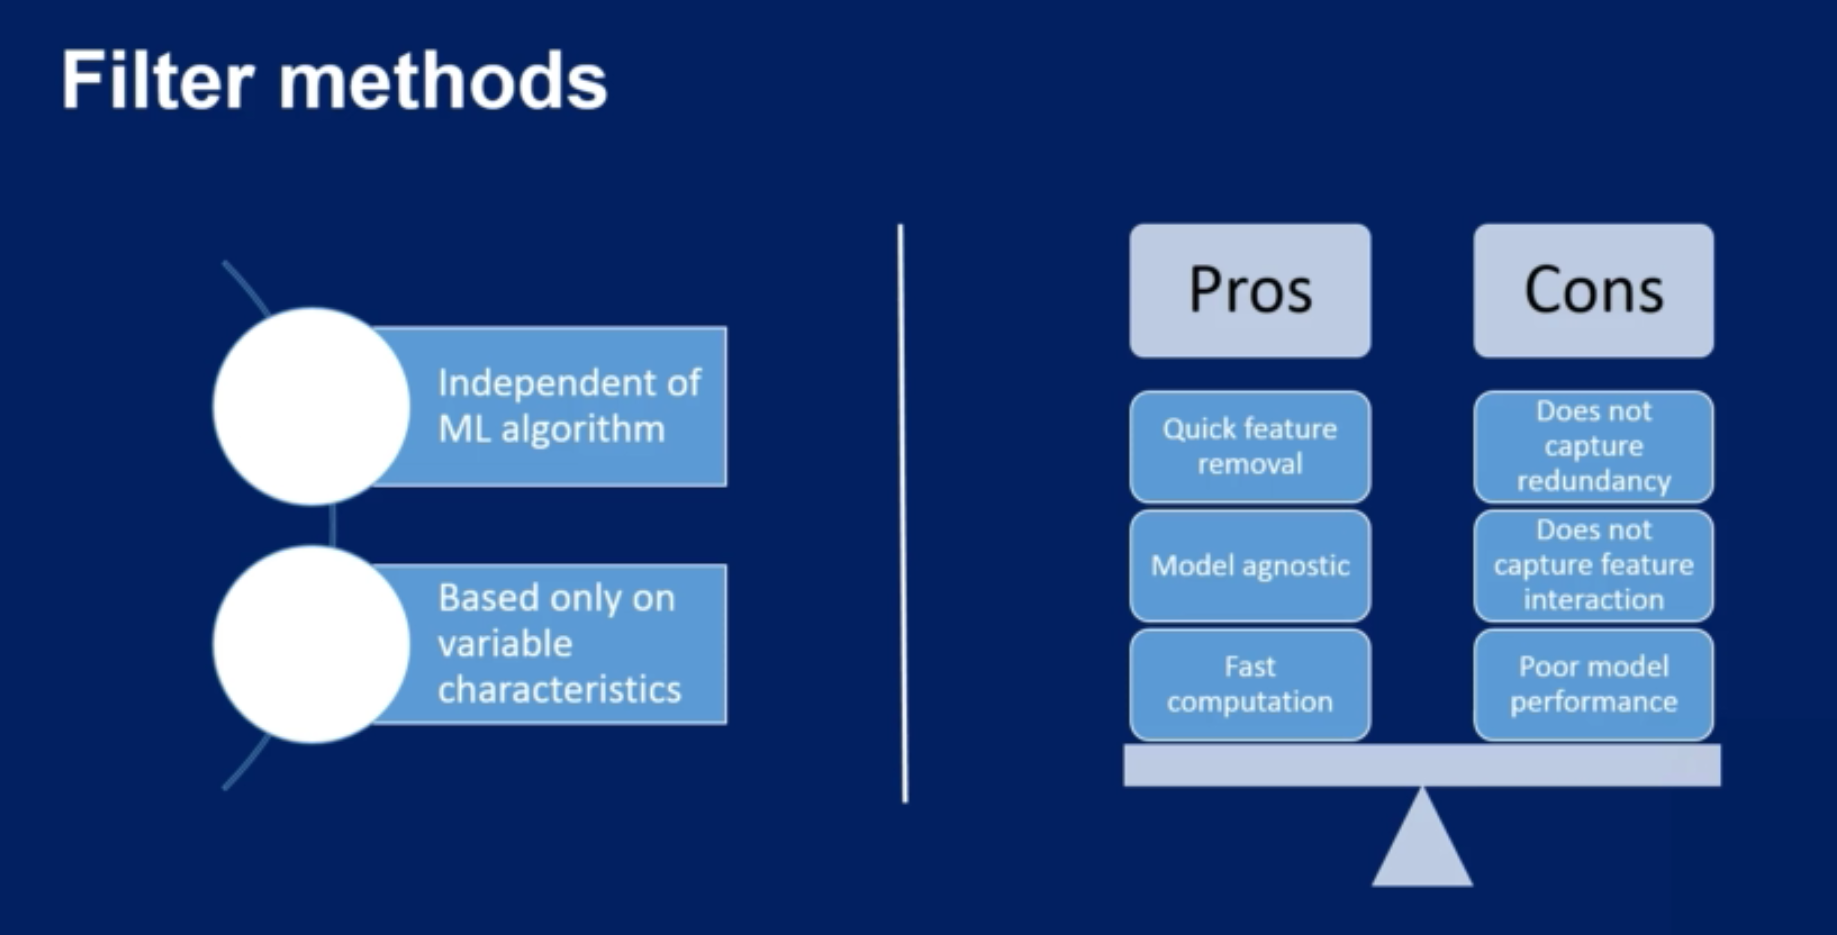 Filter methods
Independent of
ML algorithm
Based only on
variable
characteristics
Pros
Quick feature
removal
Model agnostic
Fast
computation
Cons
Does not
capture
redundancy
Does not
capture feature
interaction
Poor model
performance